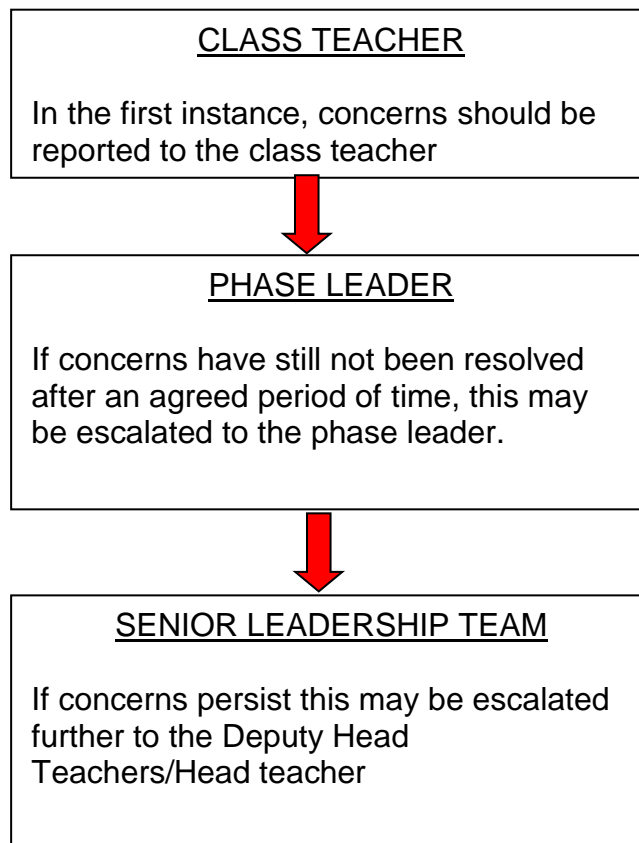 CLASS TEACHER
In the first instance, concerns should be
reported to the class teacher
PHASE LEADER
If concerns have still not been resolved
after an agreed period of time, this may
be escalated to the phase leader.
SENIOR LEADERSHIP TEAM
If concerns persist this may be escalated
further to the Deputy Head
Teachers/Head teacher